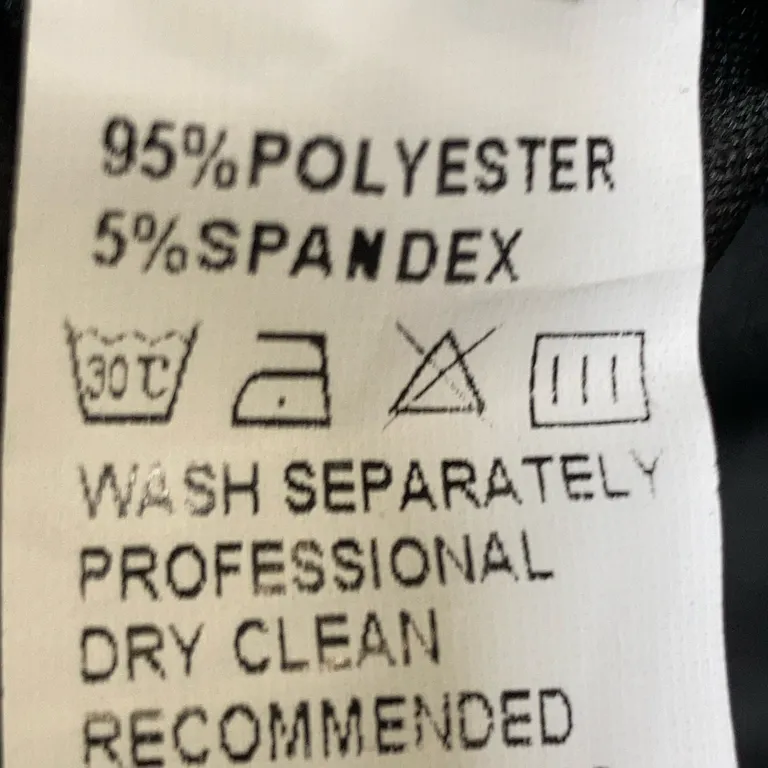 95%POLYESTER
5%SPANDEX
30℃
WASH SEPARATELY
PROFESSIONAL
DRY CLEAN
RECOMMENDED